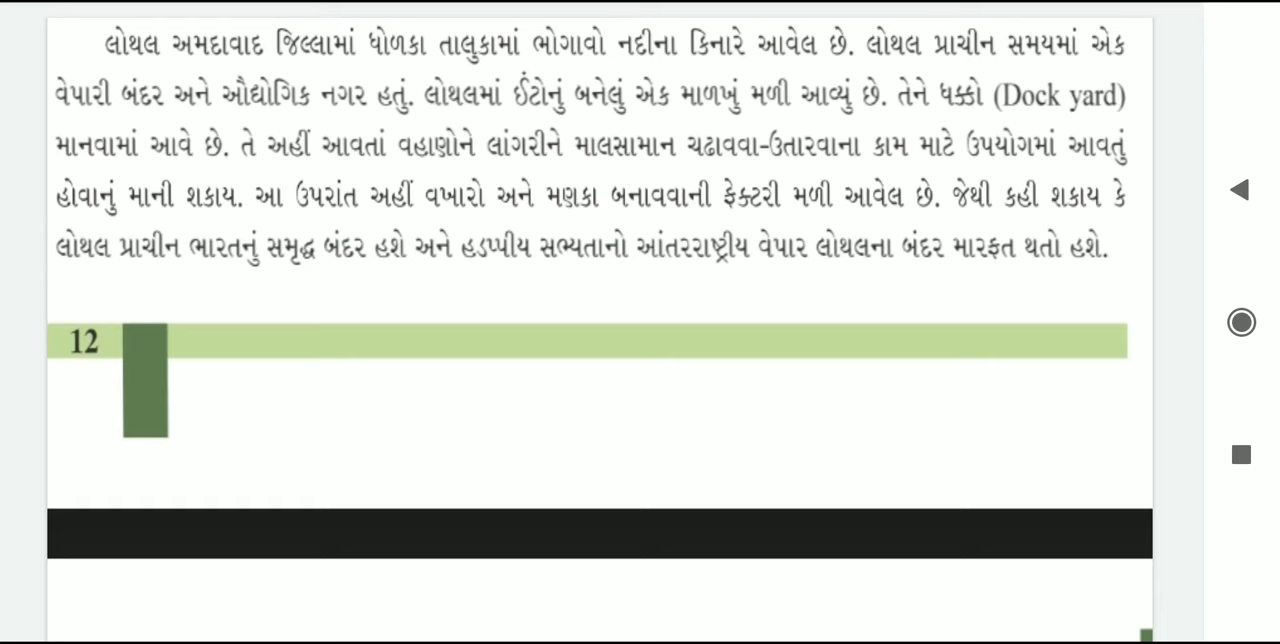 લોથલ અમદાવાદ જિલ્લામાં ધોળકા તાલુકામાં ભોગાવો નદીના કિનારે આવેલ છે. લોથલ પ્રાચીન સમયમાં એક
વેપારી બંદર અને ઔદ્યોગિક નગર હતું. લોથલમાં ઈંટોનું બનેલું એક માળખું મળી આવ્યું છે. તેને ધક્કો (Dock yard)
માનવામાં આવે છે. તે અહીં આવતાં વહાણોને લાંગરીને માલસામાન ચઢાવવા-ઉતારવાના કામ માટે ઉપયોગમાં આવતું
હોવાનું માની શકાય. આ ઉપરાંત અહીં વખારો અને મણકા બનાવવાની ફેક્ટરી મળી આવેલ છે. જેથી કહી શકાય કે
લોથલ પ્રાચીન ભારતનું સમૃદ્ધ બંદર હશે અને હડપ્પીય સભ્યતાનો આંતરરાષ્ટ્રીય વેપાર લોથલના બંદર મારફત થતો હશે.
12